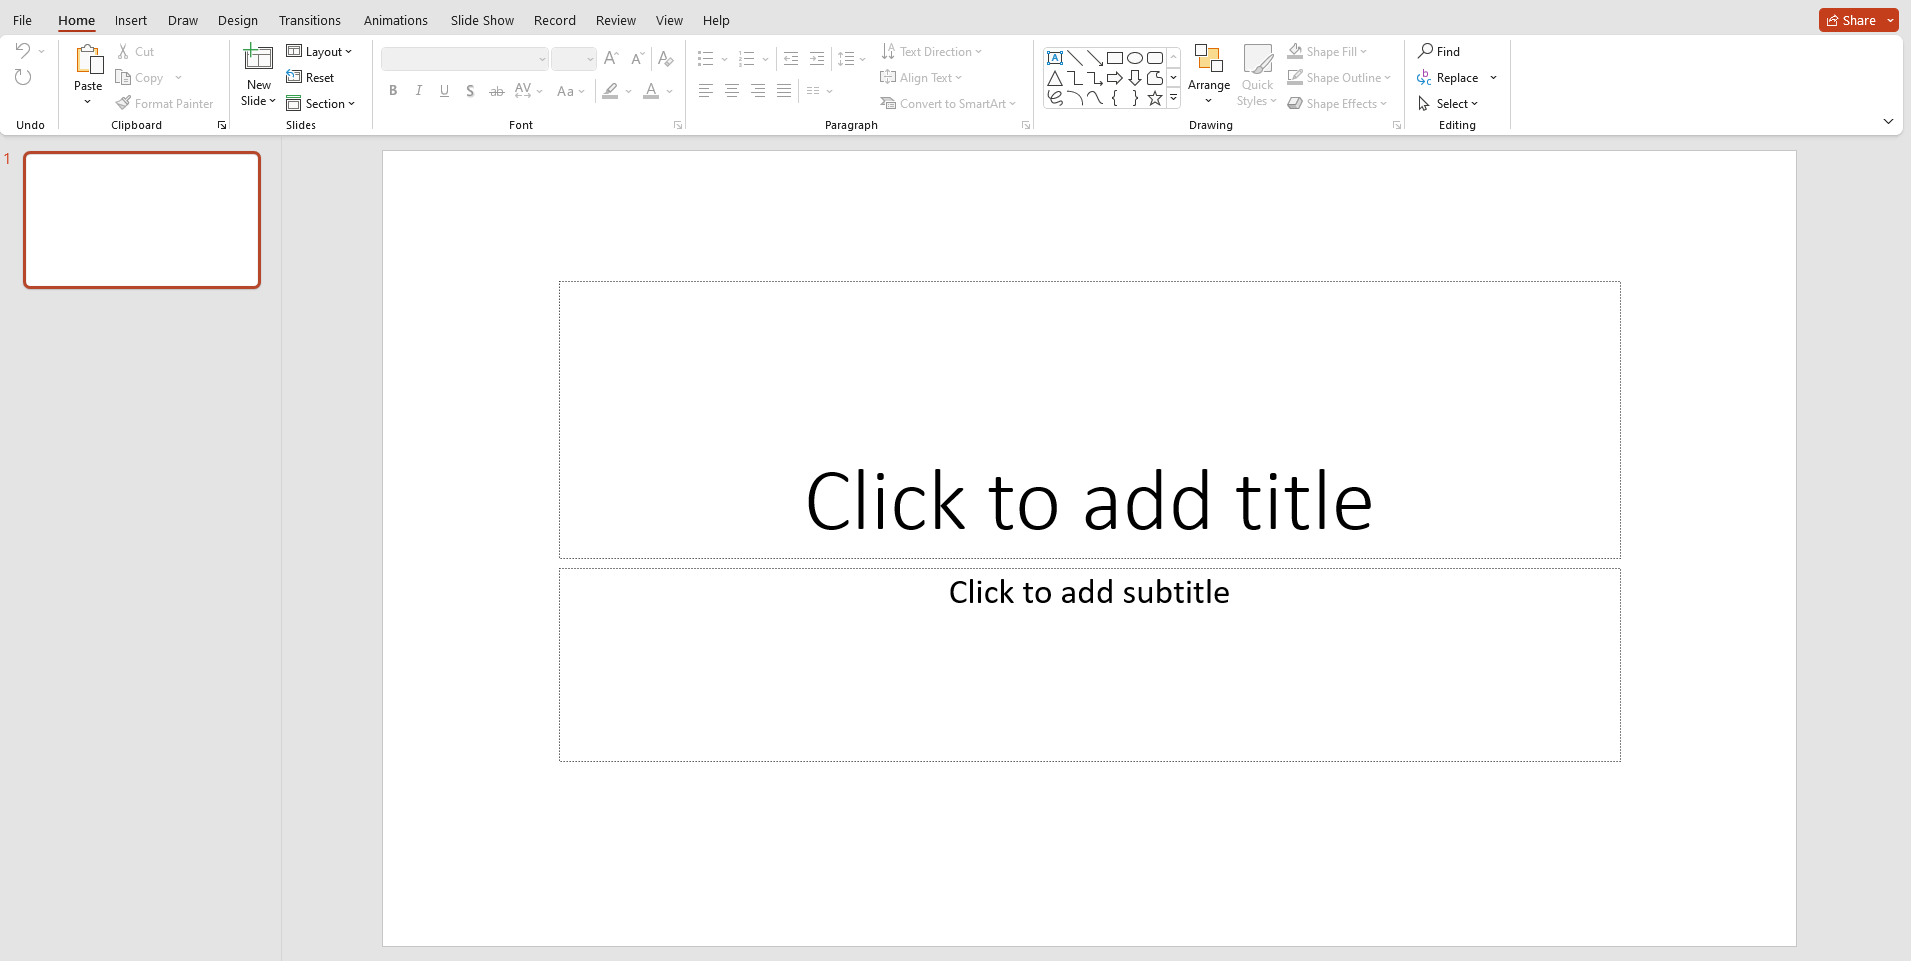 File Home Insert Draw Design Transitions Animations Slide Show Record Review View Help Share
Undo
Paste
Cut
Copy
Format Painter
Clipboard
New
Slide
Layout
Reset
Section
Slides
B I U S ab AV Aa A
Font
Text Direction
Align Text
Convert to SmartArt
Paragraph
Arrange
Quick
Styles
Shape Fill
Shape Outline
Shape Effects
Drawing
Find
Replace
Select
Editing
1
Click to add title
Click to add subtitle